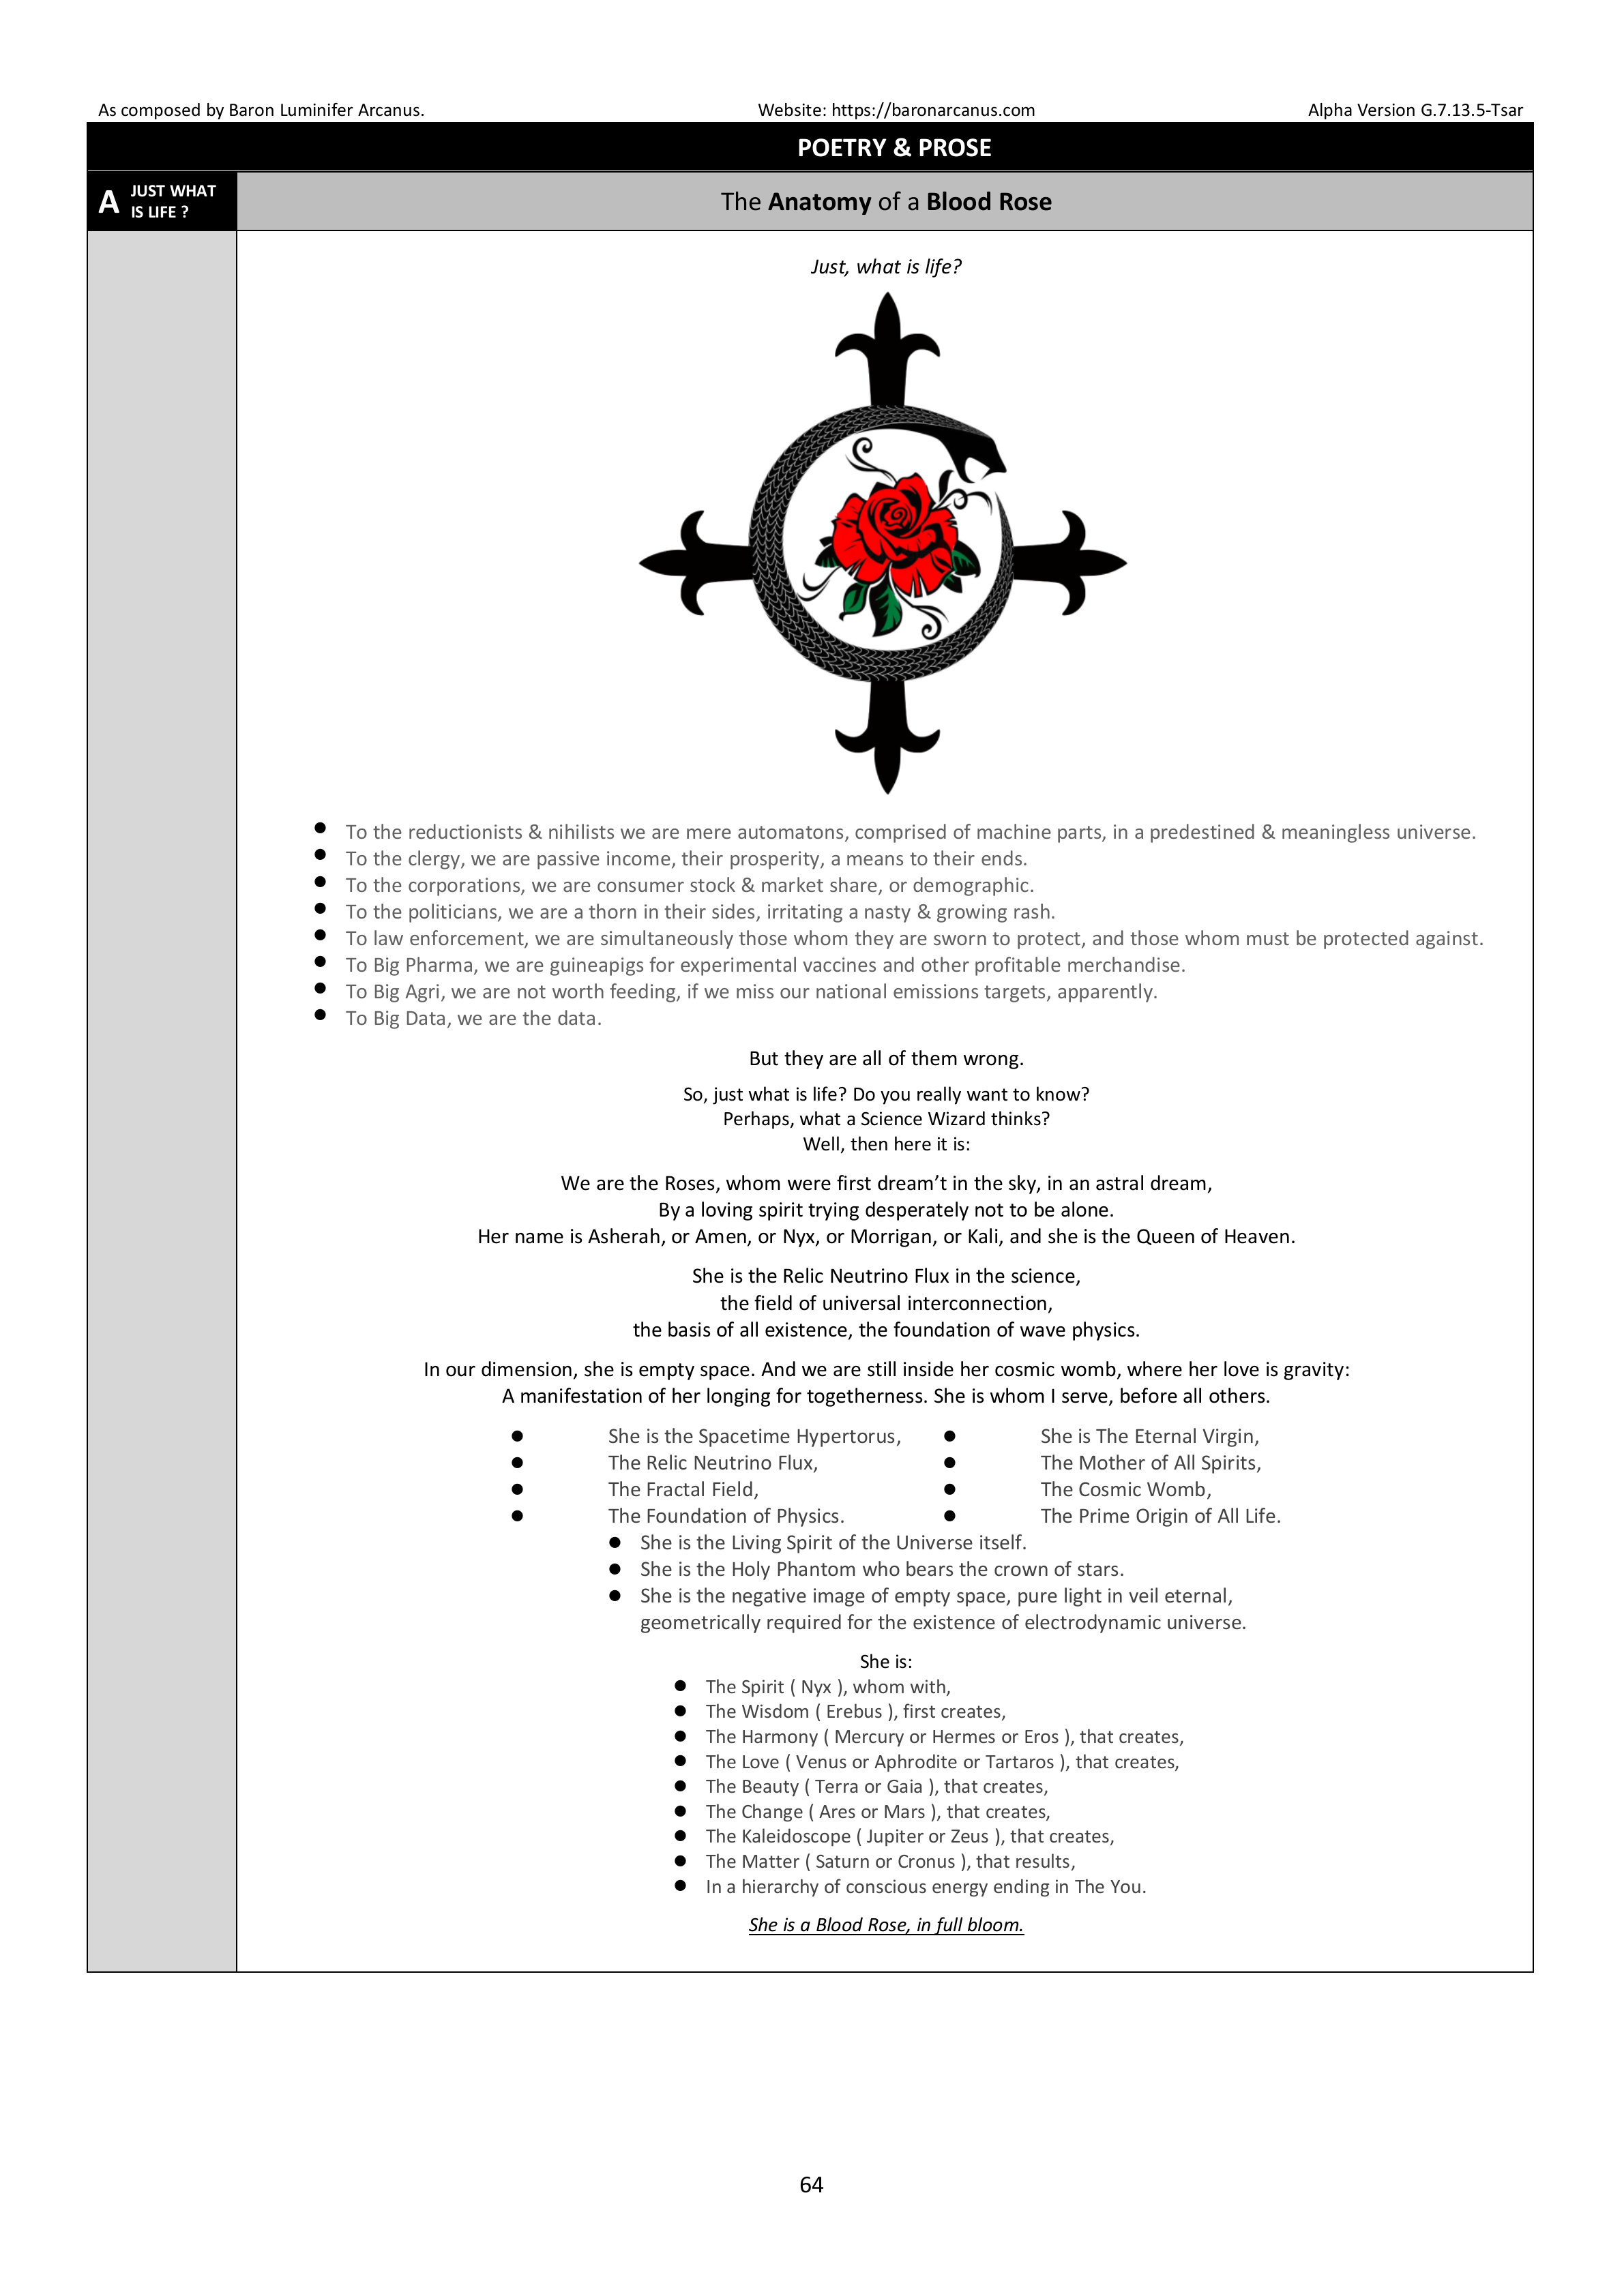 As composed by Baron Luminifer Arcanus. Website: https://baronarcanus.com Alpha Version G.7.13.5-Tsar
POETRY & PROSE
A JUST WHAT
IS LIFE ?
The Anatomy of a Blood Rose
Just, what is life?
● To the reductionists & nihilists we are mere automatons, comprised of machine parts, in a predestined & meaningless universe.
● To the clergy, we are passive income, their prosperity, a means to their ends.
● To the corporations, we are consumer stock & market share, or demographic.
● To the politicians, we are a thorn in their sides, irritating a nasty & growing rash.
● To law enforcement, we are simultaneously those whom they are sworn to protect, and those whom must be protected against.
● To Big Pharma, we are guineapigs for experimental vaccines and other profitable merchandise.
● To Big Agri, we are not worth feeding, if we miss our national emissions targets, apparently.
● To Big Data, we are the data.
But they are all of them wrong.
So, just what is life? Do you really want to know?
Perhaps, what a Science Wizard thinks?
Well, then here it is:
We are the Roses, whom were first dream’t in the sky, in an astral dream,
By a loving spirit trying desperately not to be alone.
Her name is Asherah, or Amen, or Nyx, or Morrigan, or Kali, and she is the Queen of Heaven.
She is the Relic Neutrino Flux in the science,
the field of universal interconnection,
the basis of all existence, the foundation of wave physics.
In our dimension, she is empty space. And we are still inside her cosmic womb, where her love is gravity:
A manifestation of her longing for togetherness. She is whom I serve, before all others.
● She is the Spacetime Hypertorus,
● The Relic Neutrino Flux,
● The Fractal Field,
● The Foundation of Physics.
● She is The Eternal Virgin,
● The Mother of All Spirits,
● The Cosmic Womb,
● The Prime Origin of All Life.
● She is the Living Spirit of the Universe itself.
● She is the Holy Phantom who bears the crown of stars.
● She is the negative image of empty space, pure light in veil eternal,
geometrically required for the existence of electrodynamic universe.
She is:
● The Spirit ( Nyx ), whom with,
● The Wisdom ( Erebus ), first creates,
● The Harmony ( Mercury or Hermes or Eros ), that creates,
● The Love ( Venus or Aphrodite or Tartaros ), that creates,
● The Beauty ( Terra or Gaia ), that creates,
● The Change ( Ares or Mars ), that creates,
● The Kaleidoscope ( Jupiter or Zeus ), that creates,
● The Matter ( Saturn or Cronus ), that results,
● In a hierarchy of conscious energy ending in The You.
She is a Blood Rose, in full bloom.
64